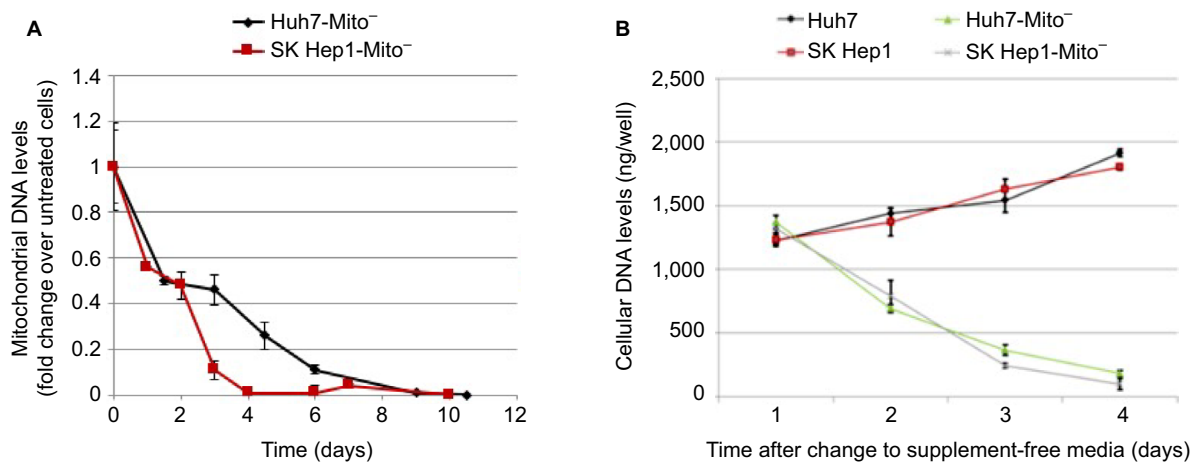 A
Huh7-Mito⁻
SK Hep1-Mito⁻
Mitochondrial DNA levels
(fold change over untreated cells)
1.4
1.2
1
0.8
0.6
0.4
0.2
0
0 2 4 6 8 10 12
Time (days)
B
Huh7 Huh7-Mito⁻
SK Hep1 SK Hep1-Mito⁻
Cellular DNA levels (ng/well)
2,500
2,000
1,500
1,000
500
0
1 2 3 4
Time after change to supplement-free media (days)